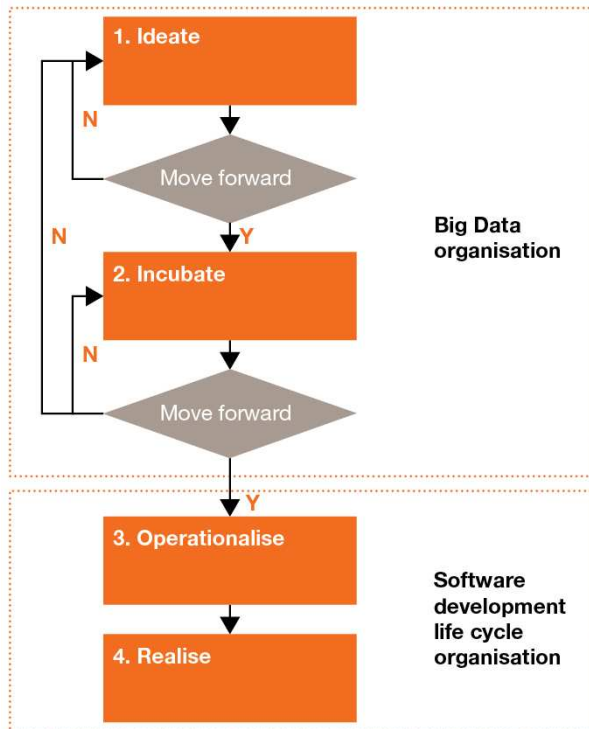 1. Ideate
N
Move forward
Y
N
Big Data
organisation
2. Incubate
N
Move forward
Y
3. Operationalise
Software
development
life cycle
organisation
4. Realise